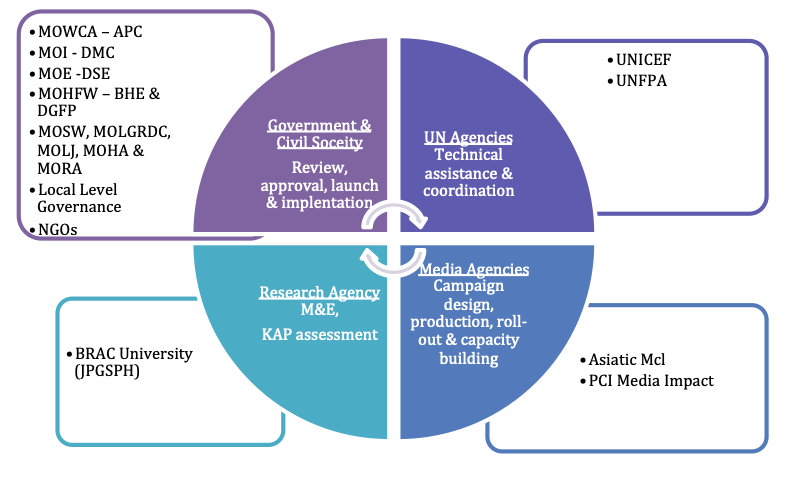 • MOWCA – APC
• MOI - DMC
• MOE -DSE
• MOHFW – BHE &
DGFP
• MOSW, MOLGRDC,
MOLJ, MOHA &
MORA
• Local Level
Governance
• NGOs
Government &
Civil Soceity
Review,
approval, launch
& implentation
UN Agencies
Technical
assistance &
coordination
• UNICEF
• UNFPA
Research Agency
M&E,
KAP assessment
• BRAC University
(JPGSPH)
Media Agencies
Campaign
design,
production, roll-
out & capacity
building
• Asiatic Mcl
• PCI Media Impact